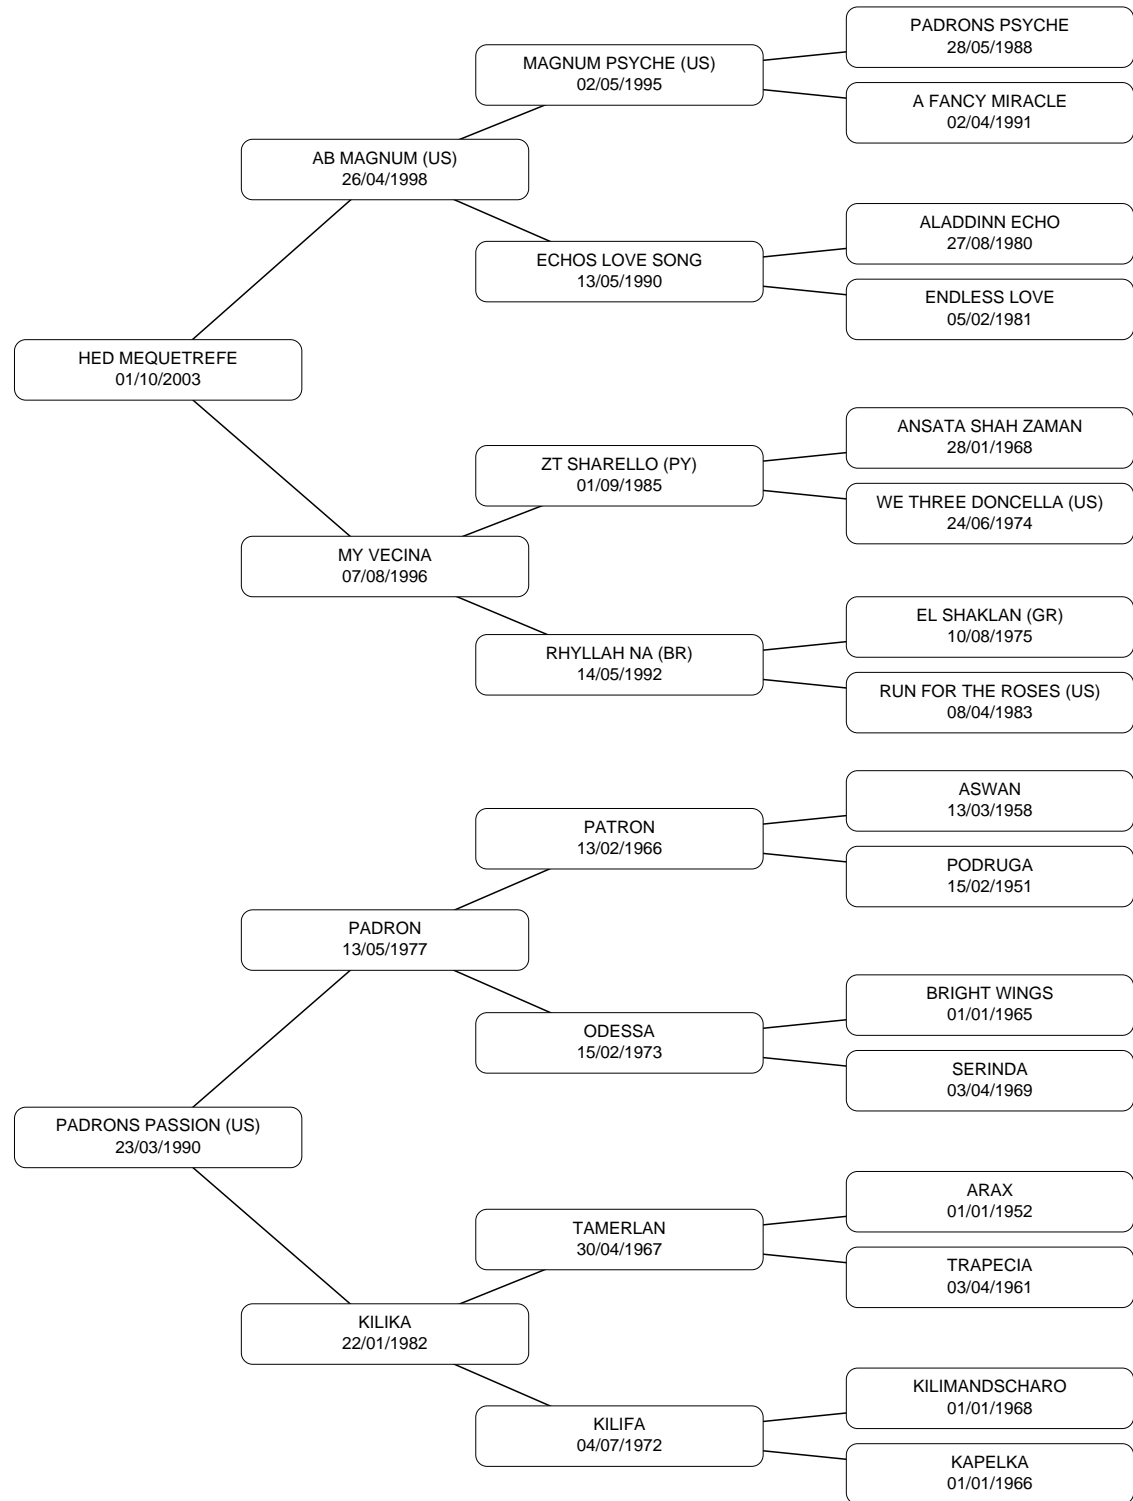 PADRONS PSYCHE
28/05/1988
MAGNUM PSYCHE (US)
02/05/1995
A FANCY MIRACLE
02/04/1991
AB MAGNUM (US)
26/04/1998
ALADDINN ECHO
27/08/1980
ECHOS LOVE SONG
13/05/1990
ENDLESS LOVE
05/02/1981
HED MEQUETREFE
01/10/2003
ANSATA SHAH ZAMAN
28/01/1968
ZT SHARELLO (PY)
01/09/1985
WE THREE DONCELLA (US)
24/06/1974
MY VECINA
07/08/1996
EL SHAKLAN (GR)
10/08/1975
RHYLLAH NA (BR)
14/05/1992
RUN FOR THE ROSES (US)
08/04/1983
ASWAN
13/03/1958
PATRON
13/02/1966
PODRUGA
15/02/1951
PADRON
13/05/1977
BRIGHT WINGS
01/01/1965
ODESSA
15/02/1973
SERINDA
03/04/1969
PADRONS PASSION (US)
23/03/1990
ARAX
01/01/1952
TAMERLAN
30/04/1967
TRAPECIA
03/04/1961
KILIKA
22/01/1982
KILIMANDSCHARO
01/01/1968
KILIFA
04/07/1972
KAPELKA
01/01/1966